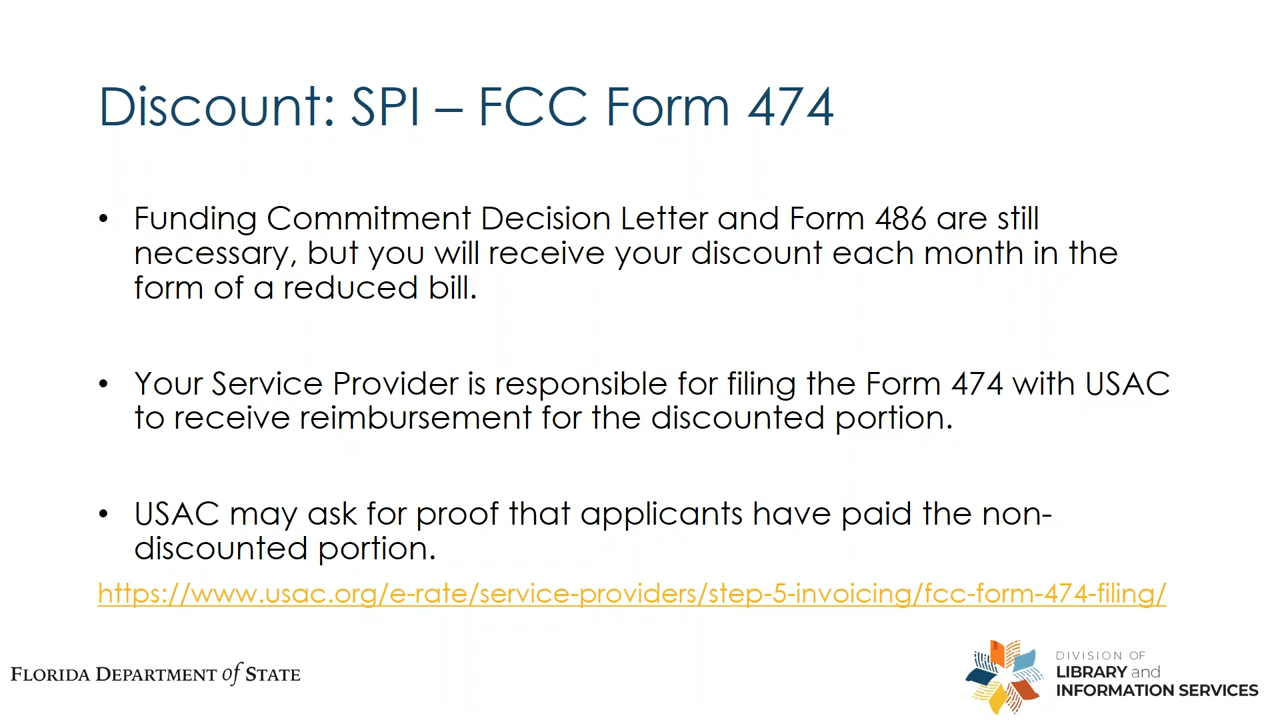 Discount: SPI – FCC Form 474
• Funding Commitment Decision Letter and Form 486 are still
necessary, but you will receive your discount each month in the
form of a reduced bill.
• Your Service Provider is responsible for filing the Form 474 with USAC
to receive reimbursement for the discounted portion.
• USAC may ask for proof that applicants have paid the non-
discounted portion.
https://www.usac.org/e-rate/service-providers/step-5-invoicing/fcc-form-474-filing/
FLORIDA DEPARTMENT of STATE
DIVISION OF
LIBRARY and
INFORMATION SERVICES